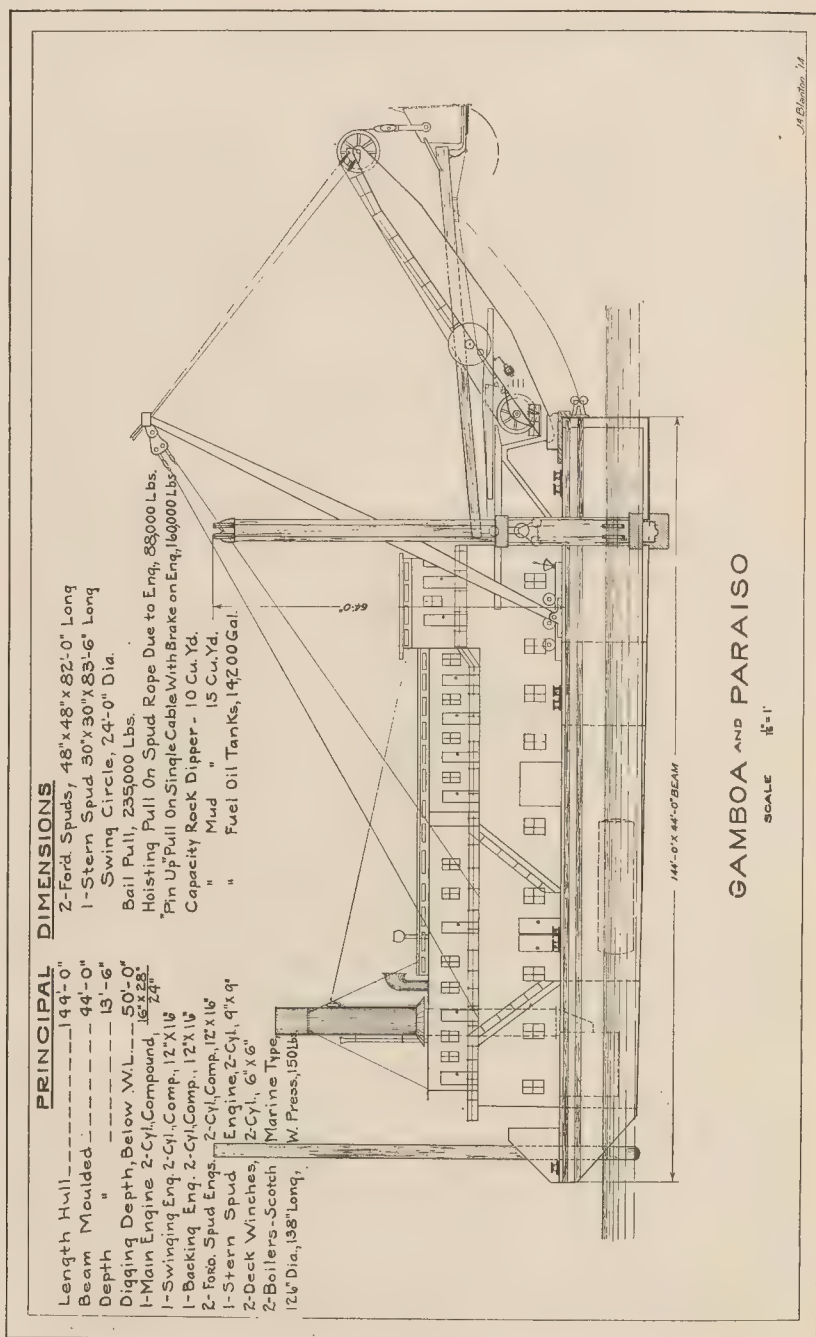 PRINCIPAL DIMENSIONS
Length Hull----------144'-0"
Beam Moulded-------44'-0"
Depth " -------13'-6"
Digging Depth, Below W.L.---50'-0"
1-Main Engine 2-Cyl., Compound, 16"X28"
24"
1-Swinging Eng. 2-Cyl., Comp., 12"X16"
1-Backing Eng. 2-Cyl., Comp., 12"X16"
2-Ford. Spud Engs. 2-Cyl., Comp., 12"X16"
1-Stern Spud Engine, 2-Cyl., 9"X9"
2-Deck Winches, 2-Cyl., 6"X6"
2-Boilers-Scotch Marine Type,
126" Dia., 138" Long, W. Press., 150 Lbs.
2-Ford. Spuds, 48"x48"x82'-0" Long
1-Stern Spud 30"X30"X83'-6" Long
Swing Circle, 24'-0" Dia.
Bail Pull, 235,000 Lbs.
Hoisting Pull On Spud Rope Due to Eng., 88,000 Lbs.
"Pin Up" Pull On Single Cable With Brake on Eng., 160,000 Lbs.
Capacity Rock Dipper - 10 Cu. Yd.
" Mud " 15 Cu. Yd.
" Fuel Oil Tanks, 14,200 Gal.
64'-0"
144'-0" X 44'-0" BEAM
GAMBOA AND PARAISO
SCALE 1/16" = 1'
J.A. Blanton '14